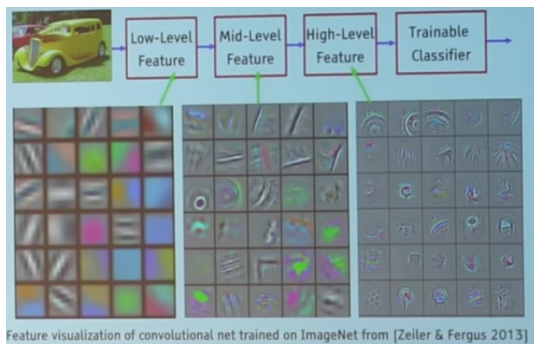 Low-Level
Feature
Mid-Level
Feature
High-Level
Feature
Trainable
Classifier
Feature visualization of convolutional net trained on ImageNet from [Zeiler & Fergus 2013]